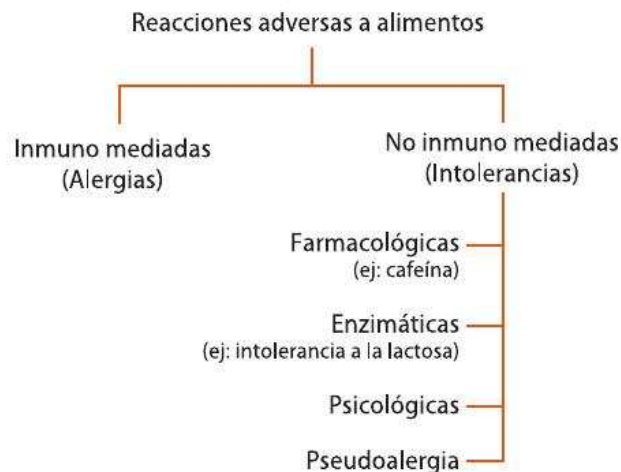 Reacciones adversas a alimentos
Inmuno mediadas
(Alergias)
No inmuno mediadas
(Intolerancias)
Farmacológicas
(ej: cafeína)
Enzimáticas
(ej: intolerancia a la lactosa)
Psicológicas
Pseudoalergia